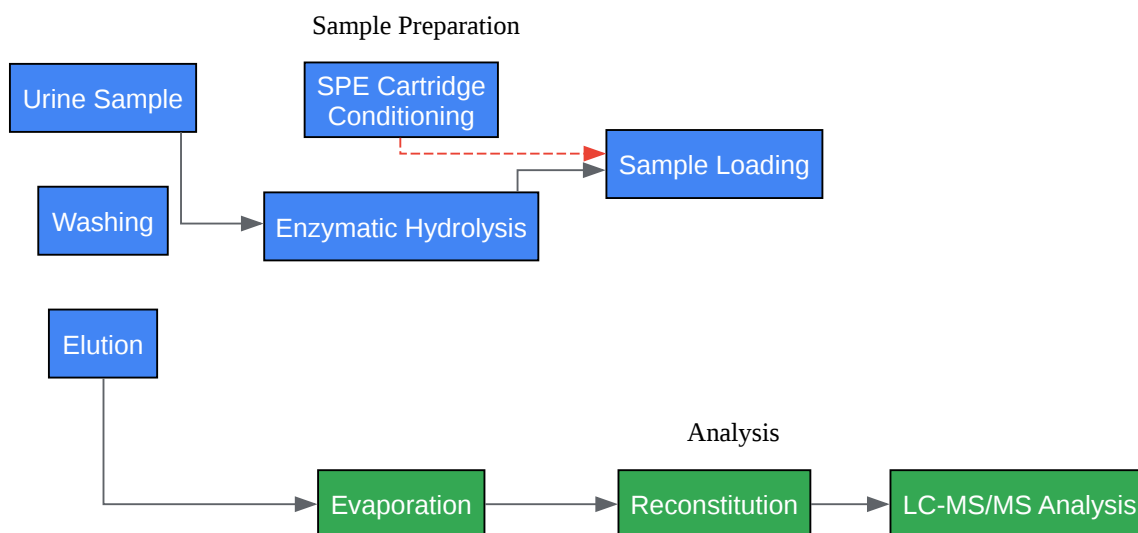 Sample Preparation
Urine Sample
SPE Cartridge
Conditioning
Sample Loading
Washing
Enzymatic Hydrolysis
Elution
Analysis
Evaporation
Reconstitution
LC-MS/MS Analysis